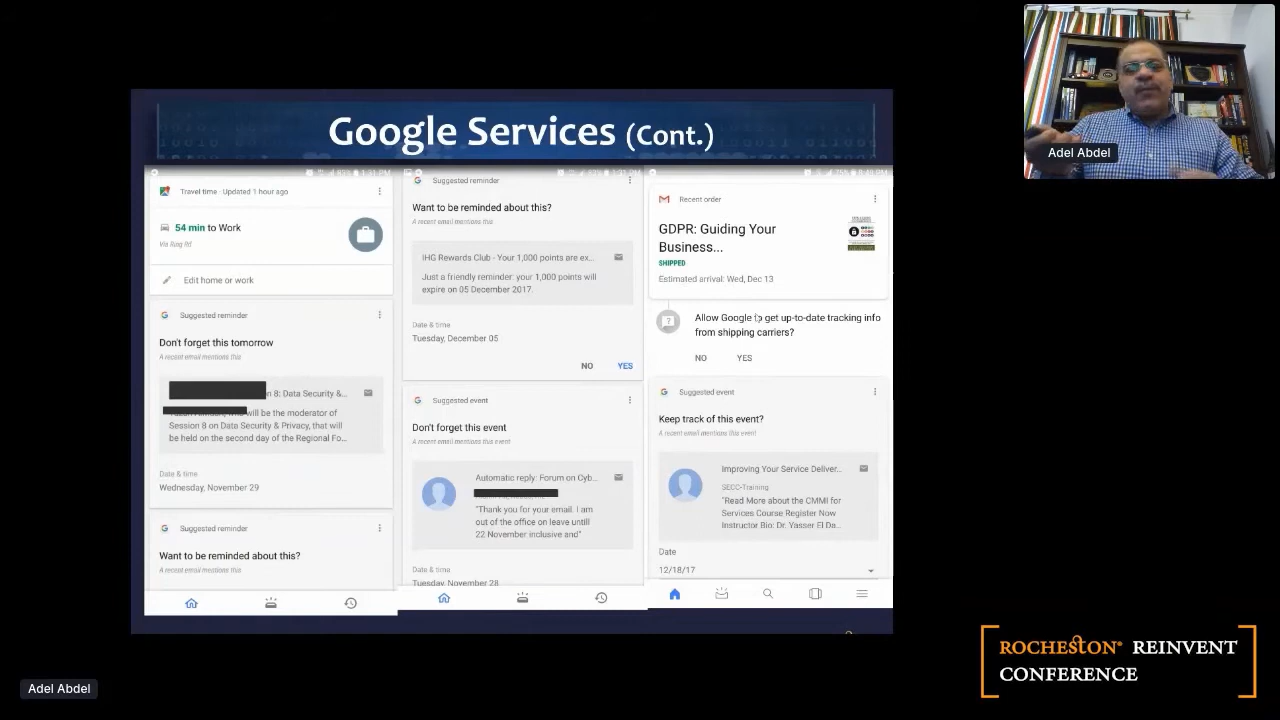 Google Services (Cont.)
Travel time · Updated 1 hour ago
54 min to Work
Via Ring Rd
Edit home or work
Suggested reminder
Don't forget this tomorrow
A recent email mentions this
n 8: Data Security &...
will be the moderator of
Session 8 on Data Security & Privacy, that
will be held on the second day of the Regional Fo...
Date & time
Wednesday, November 29
Suggested reminder
Want to be reminded about this?
A recent email mentions this
Suggested reminder
Want to be reminded about this?
A recent email mentions this
IHG Rewards Club - Your 1,000 points are ex...
Just a friendly reminder: your 1,000 points will
expire on 05 December 2017.
Date & time
Tuesday, December 05
NO YES
Suggested event
Don't forget this event
A recent email mentions this event
Automatic reply: Forum on Cyb...
"Thank you for your email. I am
out of the office on leave untill
22 November inclusive and"
Date & time
Tuesday, November 28
Recent order
GDPR: Guiding Your
Business...
SHIPPED
Estimated arrival: Wed, Dec 13
Allow Google to get up-to-date tracking info
from shipping carriers?
NO YES
Suggested event
Keep track of this event?
A recent email mentions this event
Improving Your Service Deliver...
SECC-Training
"Read More about the CMMI for
Services Course Register Now
Instructor Bio: Dr. Yasser El Da...
Date
12/18/17
Adel Abdel
ROCHESTON® REINVENT
CONFERENCE
Adel Abdel